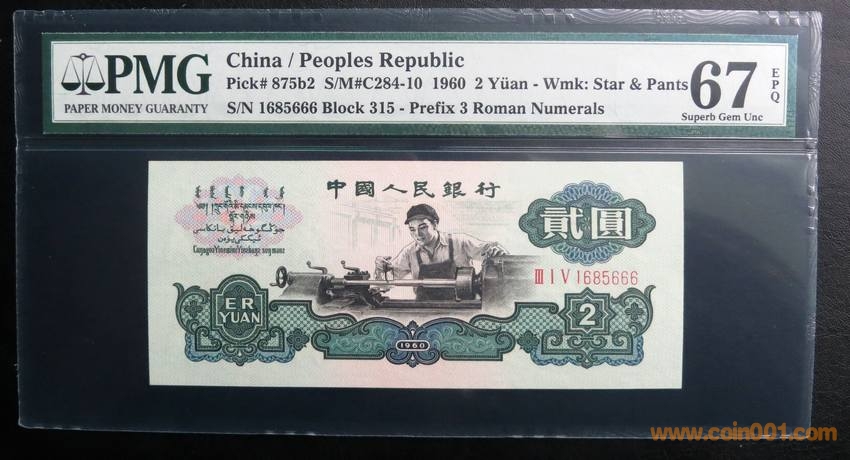 PMG
PAPER MONEY GUARANTY
China / Peoples Republic
Pick# 875b2 S/M#C284-10 1960 2 Yüan - Wmk: Star & Pants
S/N 1685666 Block 315 - Prefix 3 Roman Numerals
67
EPQ
Superb Gem Unc
中國人民銀行
貳圓
III I V 1685666
ER
YUAN
1960
2
www.coin001.com